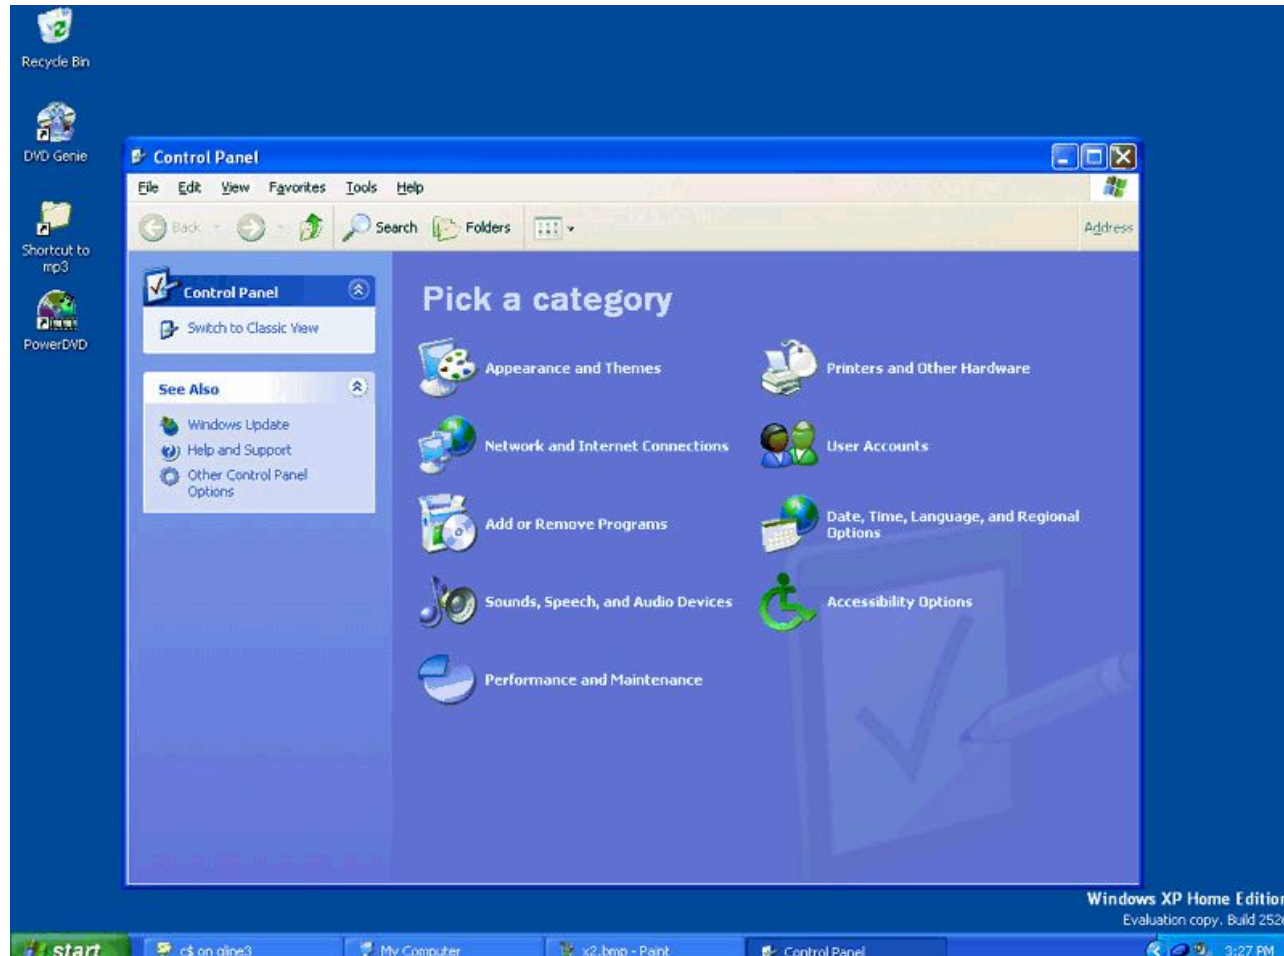 Recycle Bin
DVD Genie
Shortcut to
mp3
PowerDVD
Control Panel
File Edit View Favorites Tools Help
Back Search Folders Address
Control Panel
Switch to Classic View
See Also
Windows Update
Help and Support
Other Control Panel
Options
Pick a category
Appearance and Themes
Printers and Other Hardware
Network and Internet Connections
User Accounts
Add or Remove Programs
Date, Time, Language, and Regional
Options
Sounds, Speech, and Audio Devices
Accessibility Options
Performance and Maintenance
Windows XP Home Edition
Evaluation copy. Build 252
start c$ on gline3 My Computer x2.bmp - Paint Control Panel 3:27 PM